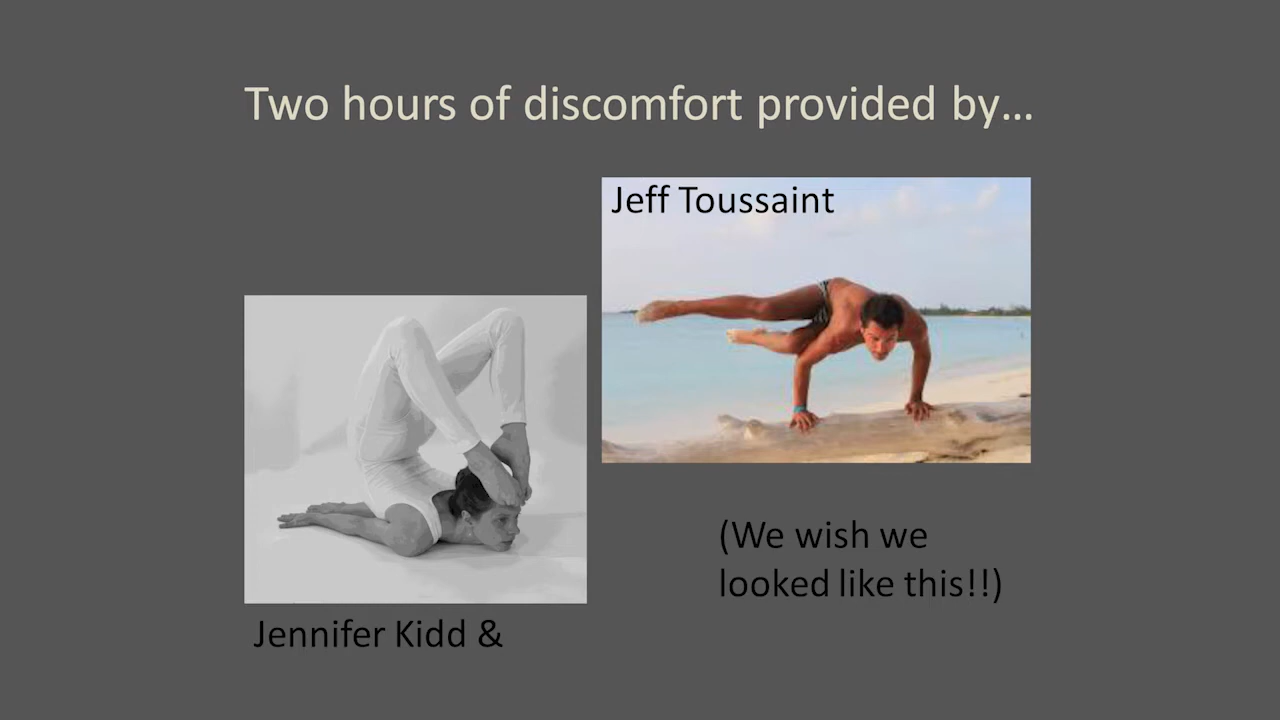 Two hours of discomfort provided by...
Jeff Toussaint
(We wish we
looked like this!!)
Jennifer Kidd &